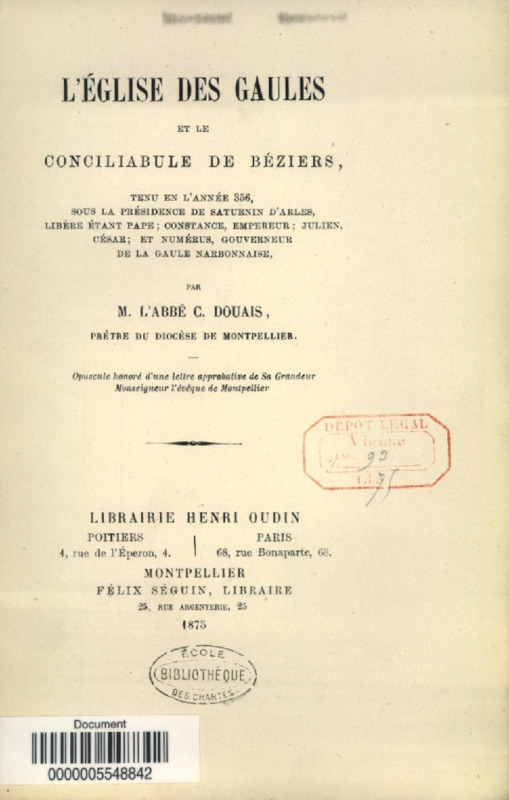 L'ÉGLISE DES GAULES
ET LE
CONCILIABULE DE BÉZIERS,
TENU EN L'ANNÉE 356,
SOUS LA PRÉSIDENCE DE SATURNIN D'ARLES,
LIBÈRE ÉTANT PAPE; CONSTANCE, EMPEREUR; JULIEN,
CÉSAR; ET NUMÉRUS, GOUVERNEUR
DE LA GAULE NARBONNAISE,
PAR
M. L'ABBÉ C. DOUAIS,
PRÊTRE DU DIOCÈSE DE MONTPELLIER.
Opuscule honoré d'une lettre approbative de Sa Grandeur
Monseigneur l'évêque de Montpellier
DÉPÔT LÉGAL
Vienne
92
1875
LIBRAIRIE HENRI OUDIN
POITIERS
4, rue de l'Éperon, 4.
PARIS
68, rue Bonaparte, 68.
MONTPELLIER
FÉLIX SÉGUIN, LIBRAIRE
25, RUE ARGENTERIE, 25
1875
ÉCOLE
BIBLIOTHÈQUE
DES CHARTES
Document
0000005548842